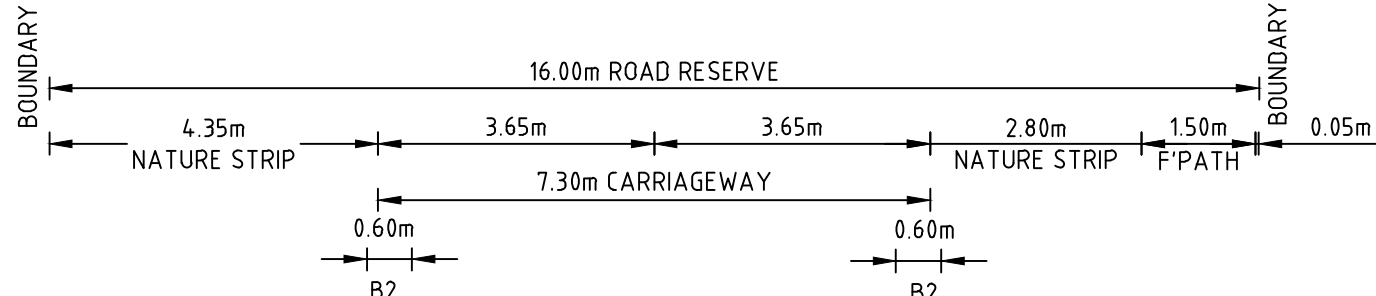 BOUNDARY
BOUNDARY
16.00m ROAD RESERVE
4.35m
3.65m
3.65m
2.80m
1.50m
0.05m
NATURE STRIP
NATURE STRIP
F'PATH
7.30m CARRIAGEWAY
0.60m
0.60m
B2
B2